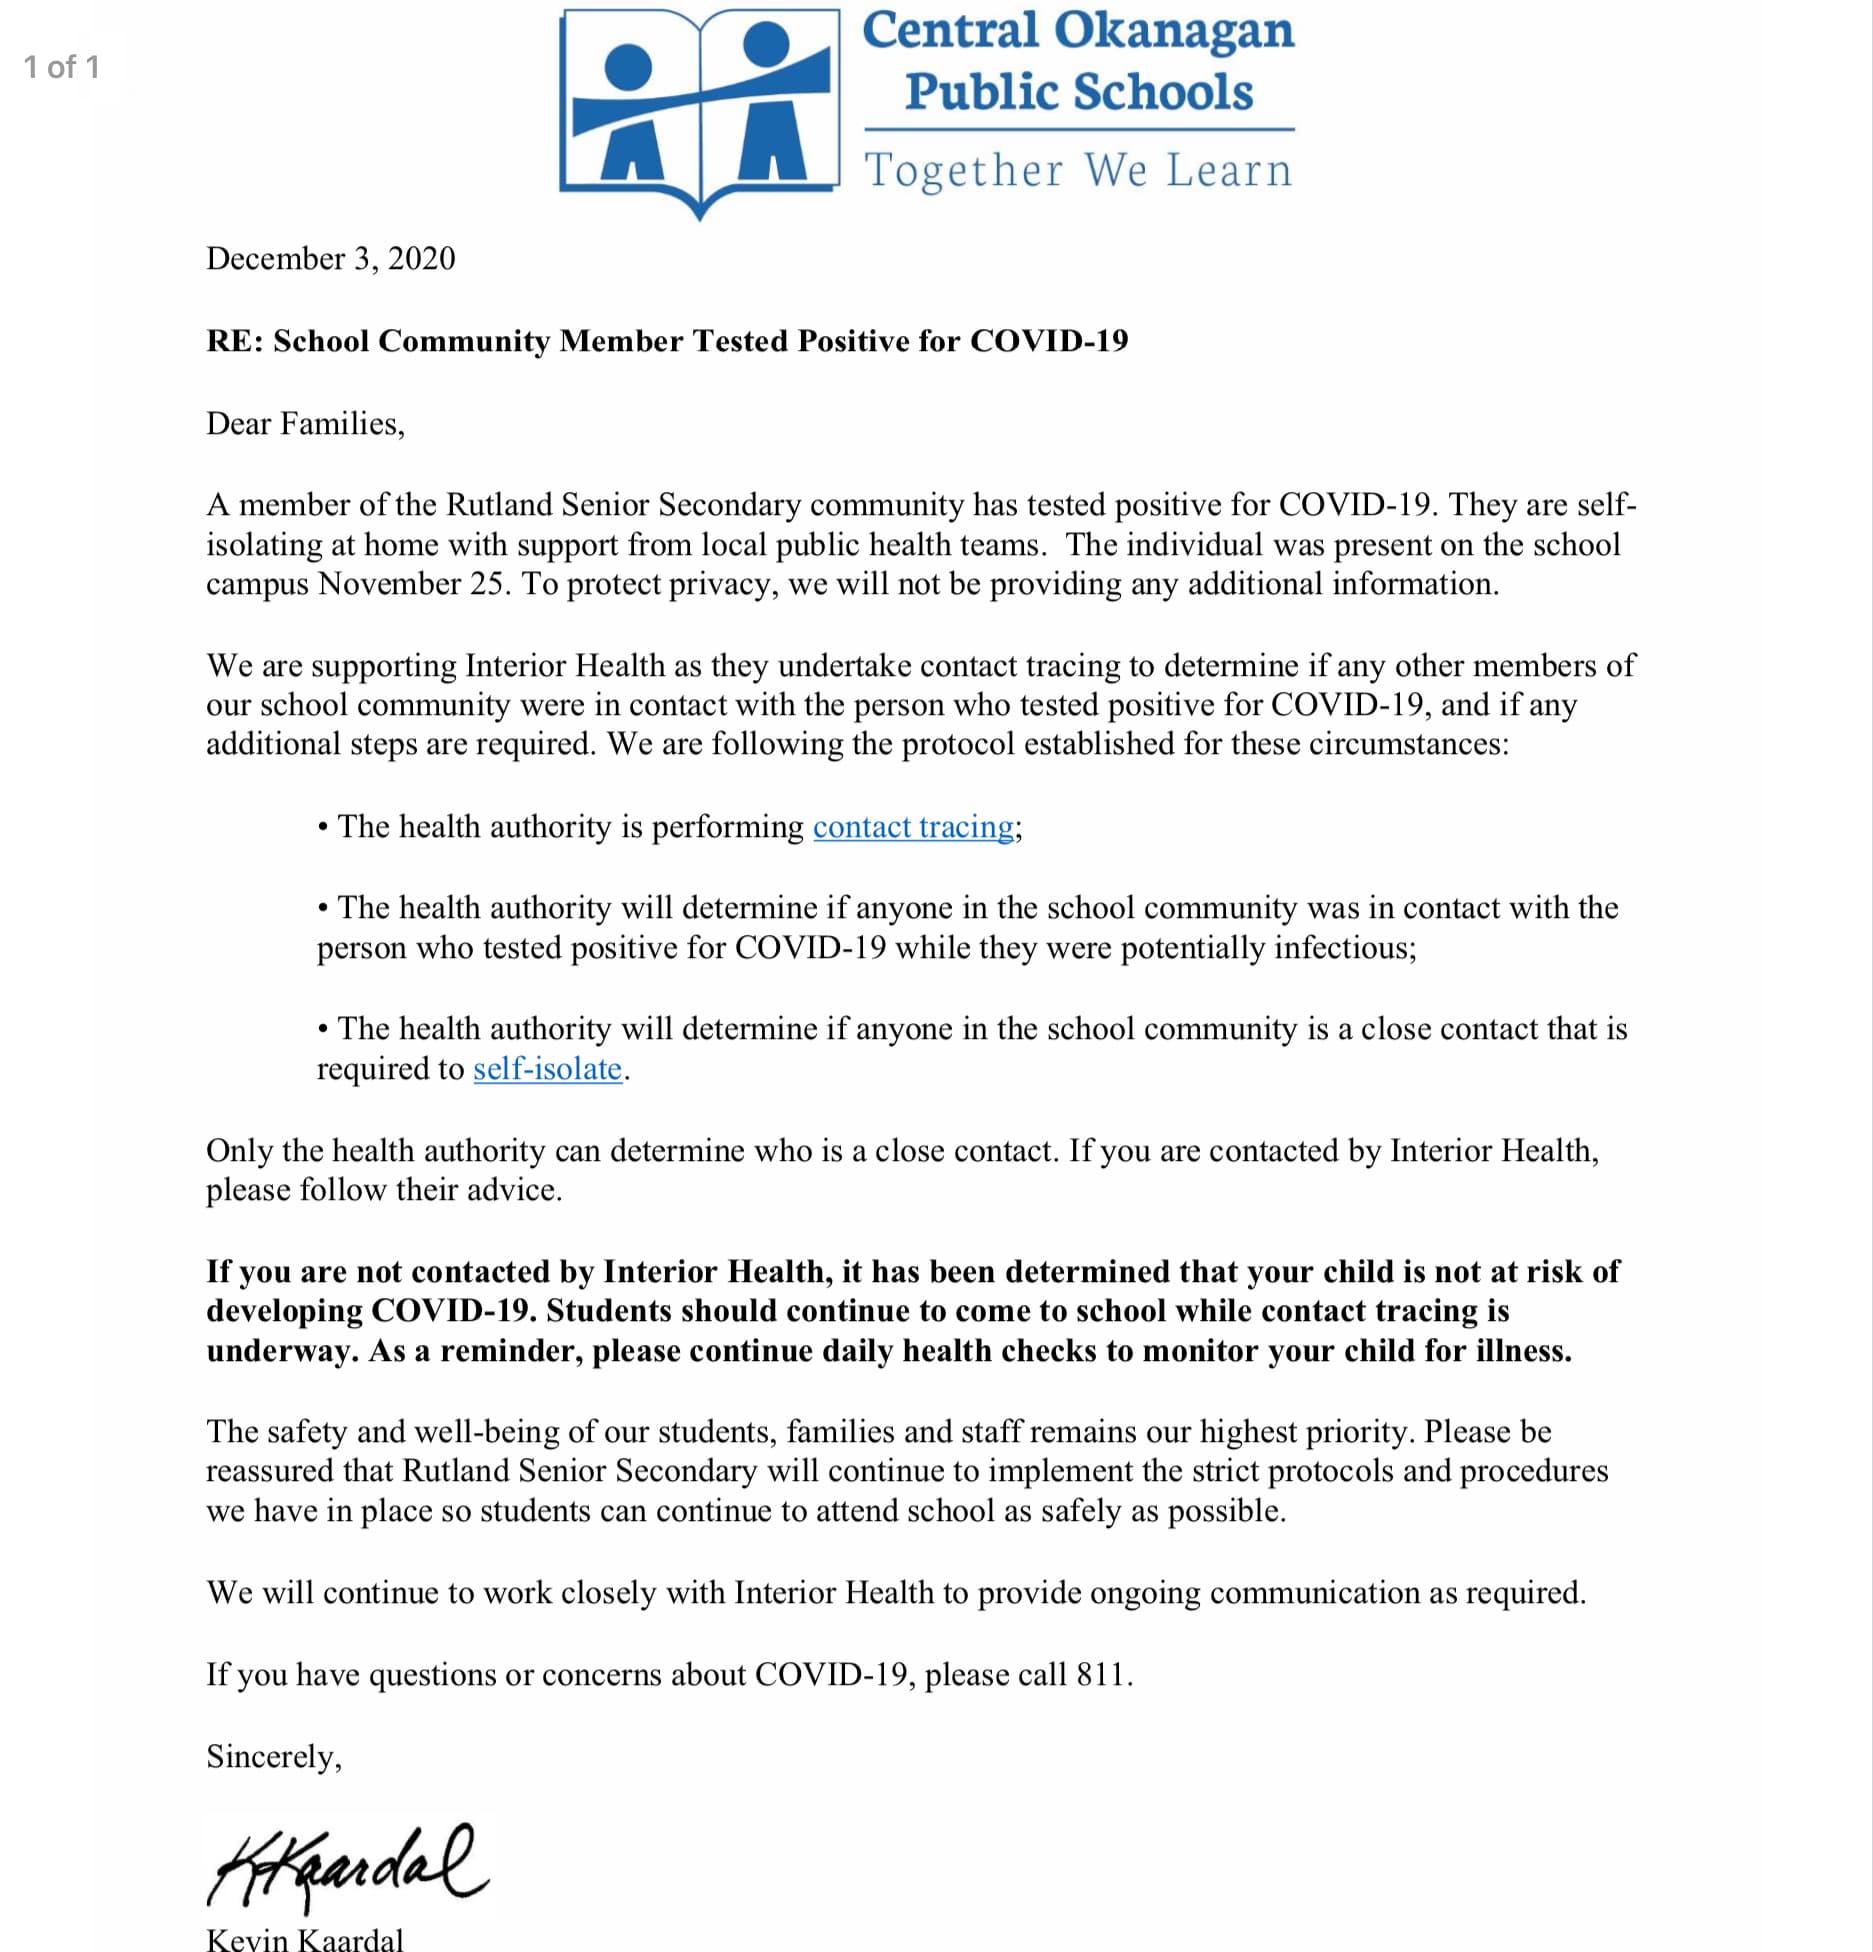 1 of 1
Central Okanagan
Public Schools
Together We Learn
December 3, 2020
RE: School Community Member Tested Positive for COVID-19
Dear Families,
A member of the Rutland Senior Secondary community has tested positive for COVID-19. They are self-
isolating at home with support from local public health teams.  The individual was present on the school
campus November 25. To protect privacy, we will not be providing any additional information.
We are supporting Interior Health as they undertake contact tracing to determine if any other members of
our school community were in contact with the person who tested positive for COVID-19, and if any
additional steps are required. We are following the protocol established for these circumstances:
• The health authority is performing contact tracing;
• The health authority will determine if anyone in the school community was in contact with the
person who tested positive for COVID-19 while they were potentially infectious;
• The health authority will determine if anyone in the school community is a close contact that is
required to self-isolate.
Only the health authority can determine who is a close contact. If you are contacted by Interior Health,
please follow their advice.
If you are not contacted by Interior Health, it has been determined that your child is not at risk of
developing COVID-19. Students should continue to come to school while contact tracing is
underway. As a reminder, please continue daily health checks to monitor your child for illness.
The safety and well-being of our students, families and staff remains our highest priority. Please be
reassured that Rutland Senior Secondary will continue to implement the strict protocols and procedures
we have in place so students can continue to attend school as safely as possible.
We will continue to work closely with Interior Health to provide ongoing communication as required.
If you have questions or concerns about COVID-19, please call 811.
Sincerely,
KKaardal
Kevin Kaardal